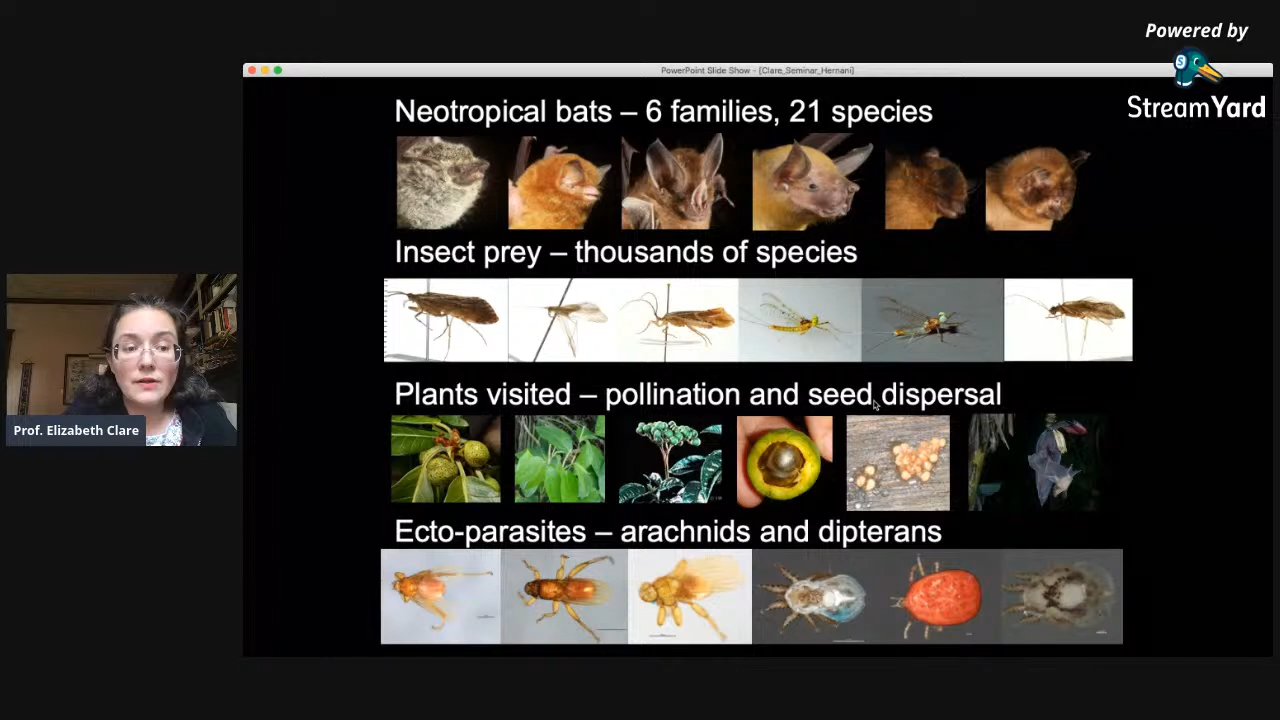 Powered by
StreamYard
PowerPoint Slide Show - [Clare_Seminar_Hernani]
Neotropical bats – 6 families, 21 species
Insect prey – thousands of species
Plants visited – pollination and seed dispersal
Ecto-parasites – arachnids and dipterans
Prof. Elizabeth Clare